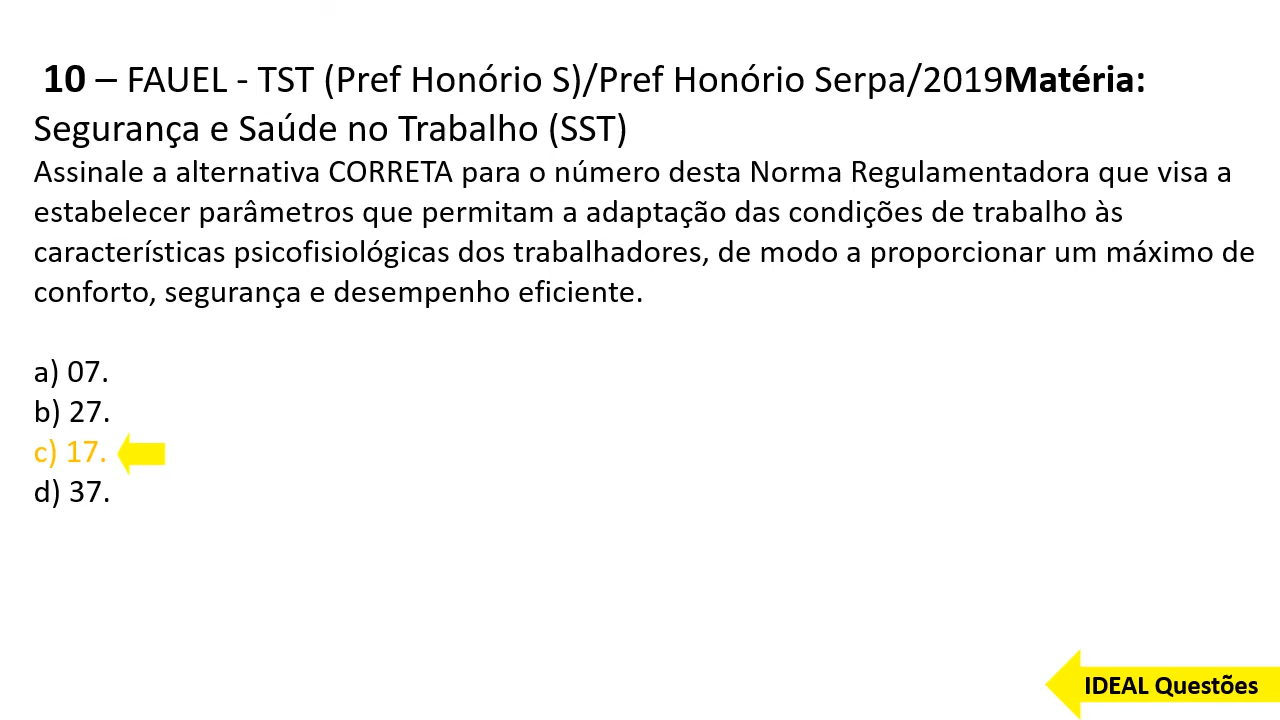 10 – FAUEL - TST (Pref Honório S)/Pref Honório Serpa/2019Matéria:
Segurança e Saúde no Trabalho (SST)
Assinale a alternativa CORRETA para o número desta Norma Regulamentadora que visa a
estabelecer parâmetros que permitam a adaptação das condições de trabalho às
características psicofisiológicas dos trabalhadores, de modo a proporcionar um máximo de
conforto, segurança e desempenho eficiente.
a) 07.
b) 27.
c) 17.
d) 37.
IDEAL Questões